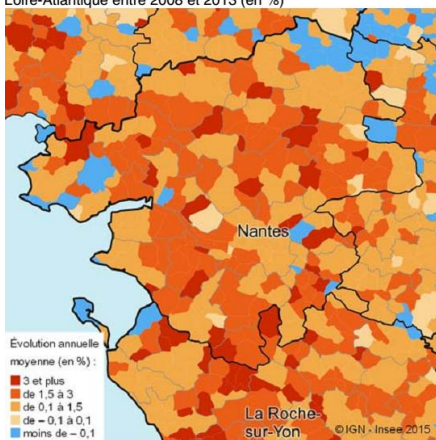 Loire-Atlantique entre 2008 et 2013 (en %)
Nantes
Évolution annuelle
moyenne (en %) :
3 et plus
de 1,5 à 3
de 0,1 à 1,5
de – 0,1 à 0,1
moins de – 0,1
La Roche-
sur-Yon
©IGN - Insee 2015